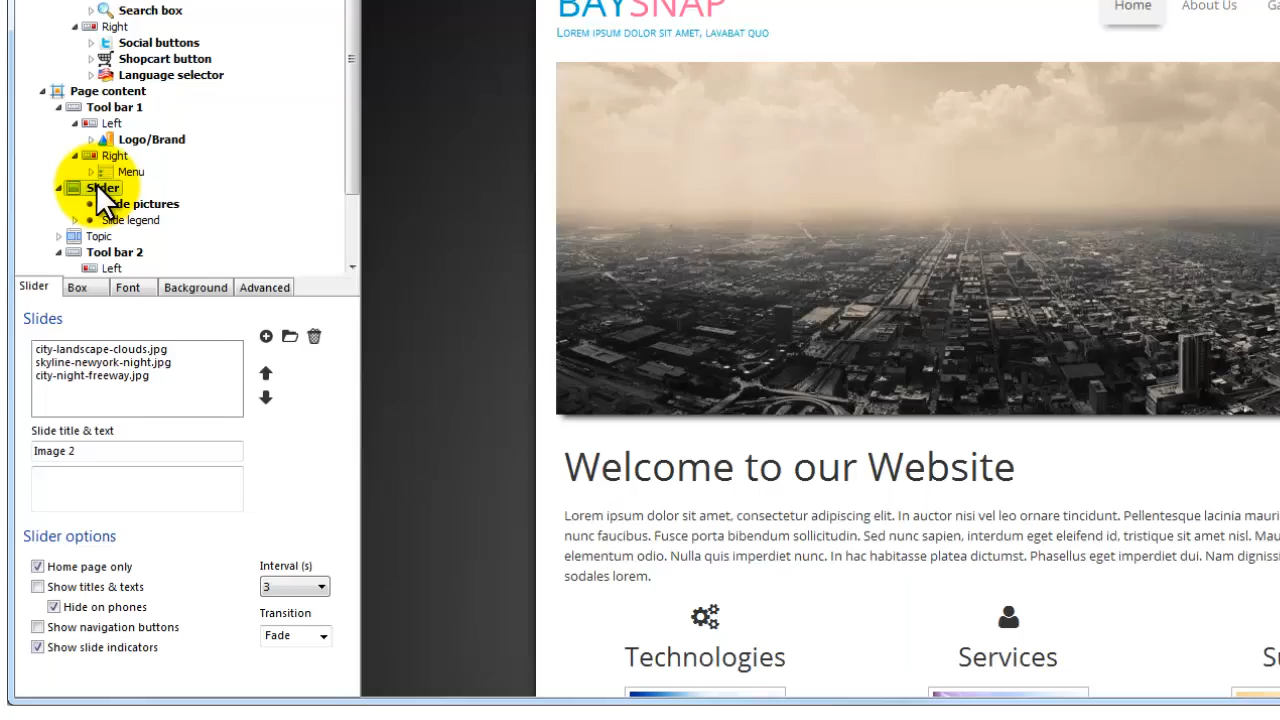 Search box
Right
Social buttons
Shopcart button
Language selector
Page content
Tool bar 1
Left
Logo/Brand
Right
Menu
Slider
pictures
Slide legend
Topic
Tool bar 2
Left
Slider Box Font Background Advanced
Slides
city-landscape-clouds.jpg
skyline-newyork-night.jpg
city-night-freeway.jpg
Slide title & text
Image 2
Slider options
Home page only
Show titles & texts
Hide on phones
Show navigation buttons
Show slide indicators
Interval (s)
3
Transition
Fade
BAYSNAP
Lorem ipsum dolor sit amet, lavabat quo
Home About Us Ga
Welcome to our Website
Lorem ipsum dolor sit amet, consectetur adipiscing elit. In auctor nisi vel leo ornare tincidunt. Pellentesque lacinia mauri
nunc faucibus. Fusce porta bibendum sollicitudin. Sed nunc sapien, interdum eget eleifend id, tristique sit amet nisl. Mau
elementum odio. Nulla quis imperdiet nunc. In hac habitasse platea dictumst. Phasellus eget imperdiet dui. Nam digniss
sodales lorem.
Technologies
Services
Su